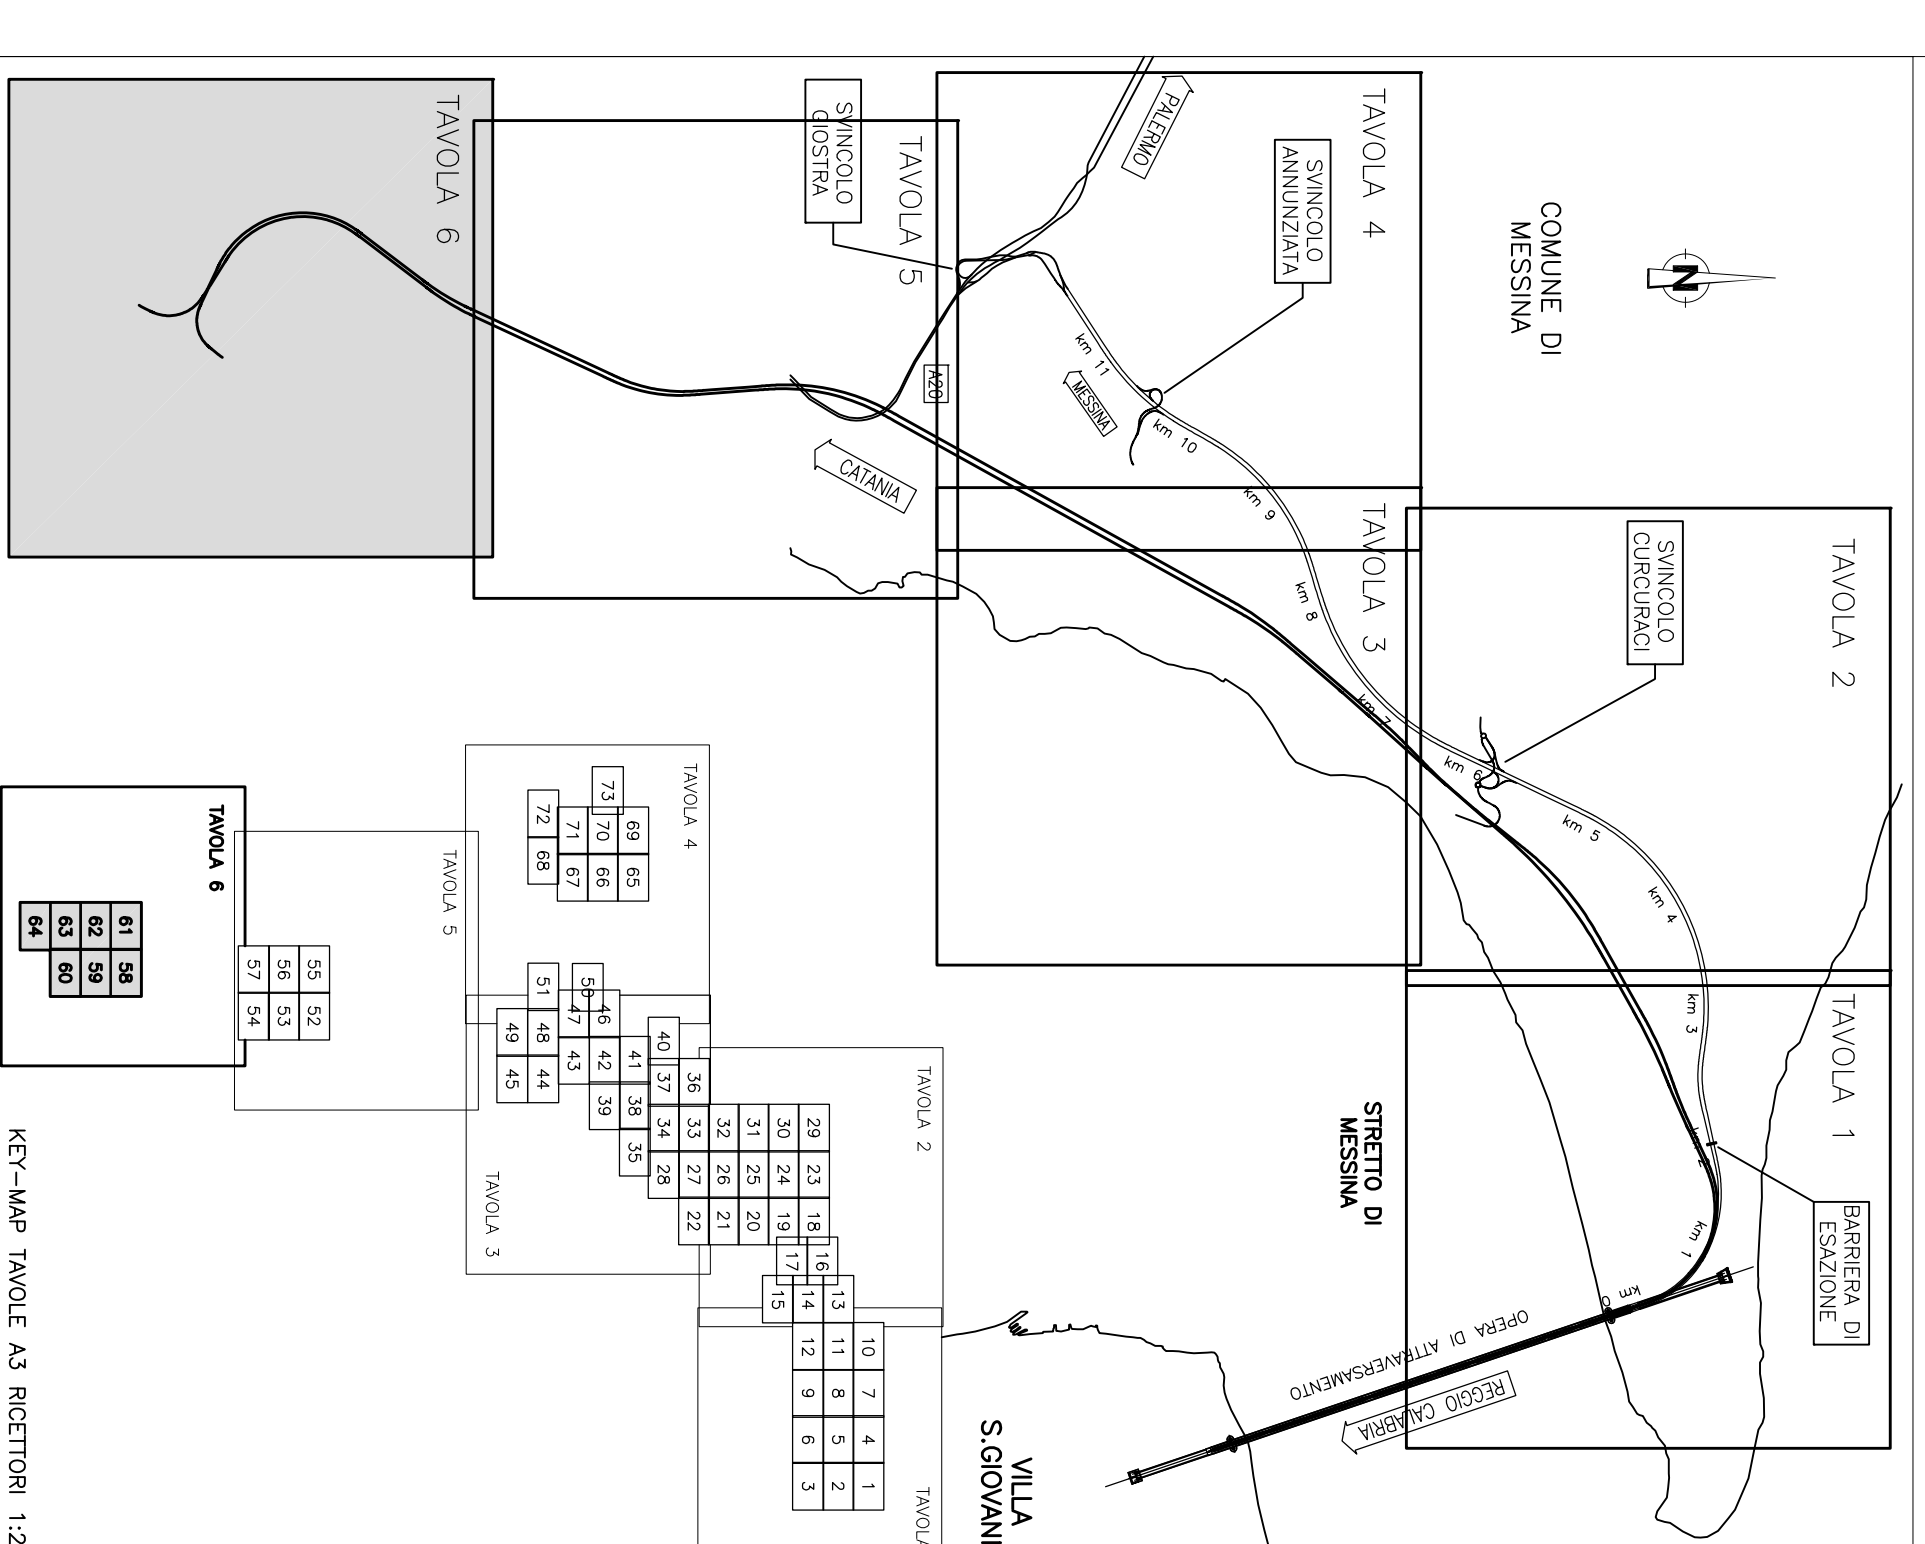 COMUNE DI
MESSINA
N
TAVOLA 2
SVINCOLO
CURCURACI
TAVOLA 1
BARRIERA DI
ESAZIONE
TAVOLA 4
SVINCOLO
ANNUNZIATA
PALERMO
MESSINA
TAVOLA 3
km 11
km 10
km 9
km 8
km 7
km 6
km 5
km 4
km 3
km 2
km 1
km 0
OPERA DI ATTRAVERSAMENTO
REGGIO CALABRIA
STRETTO DI
MESSINA
SVINCOLO
GIOSTRA
TAVOLA 5
A20
CATANIA
TAVOLA 6
VILLA
TAVOLA 4
69
65
73
70
66
71
67
72
68
TAVOLA 2
29
23
18
30
24
19
31
25
20
32
26
21
36
33
27
22
40
37
34
28
41
38
35
46
42
39
50
47
43
51
48
44
49
45
TAVOLA 3
16
17
13
14
15
10
11
12
7
8
9
4
5
6
1
2
3
TAVOLA 5
55
52
56
53
57
54
TAVOLA 6
61
58
62
59
63
60
64
KEY-MAP TAVOLE A3 RICETTORI